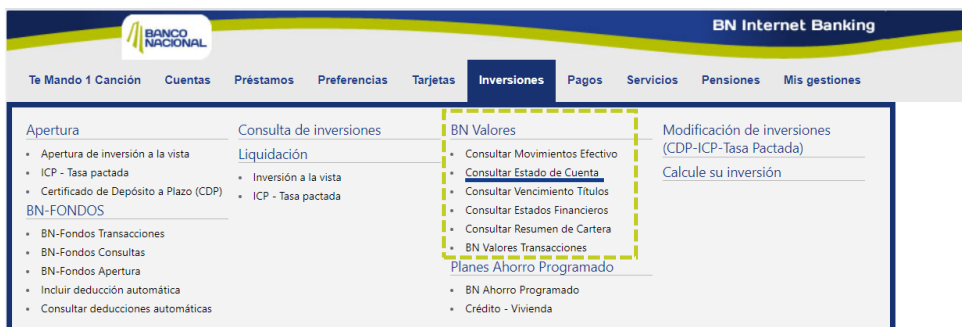 BANCO
NACIONAL
BN Internet Banking
Te Mando 1 Canción Cuentas Préstamos Preferencias Tarjetas Inversiones Pagos Servicios Pensiones Mis gestiones
Apertura
Apertura de inversión a la vista
ICP - Tasa pactada
Certificado de Depósito a Plazo (CDP)
BN-FONDOS
BN-Fondos Transacciones
BN-Fondos Consultas
BN-Fondos Apertura
Incluir deducción automática
Consultar deducciones automáticas
Consulta de inversiones
Liquidación
Inversión a la vista
ICP - Tasa pactada
BN Valores
Consultar Movimientos Efectivo
Consultar Estado de Cuenta
Consultar Vencimiento Títulos
Consultar Estados Financieros
Consultar Resumen de Cartera
BN Valores Transacciones
Planes Ahorro Programado
BN Ahorro Programado
Crédito - Vivienda
Modificación de inversiones
(CDP-ICP-Tasa Pactada)
Calcule su inversión